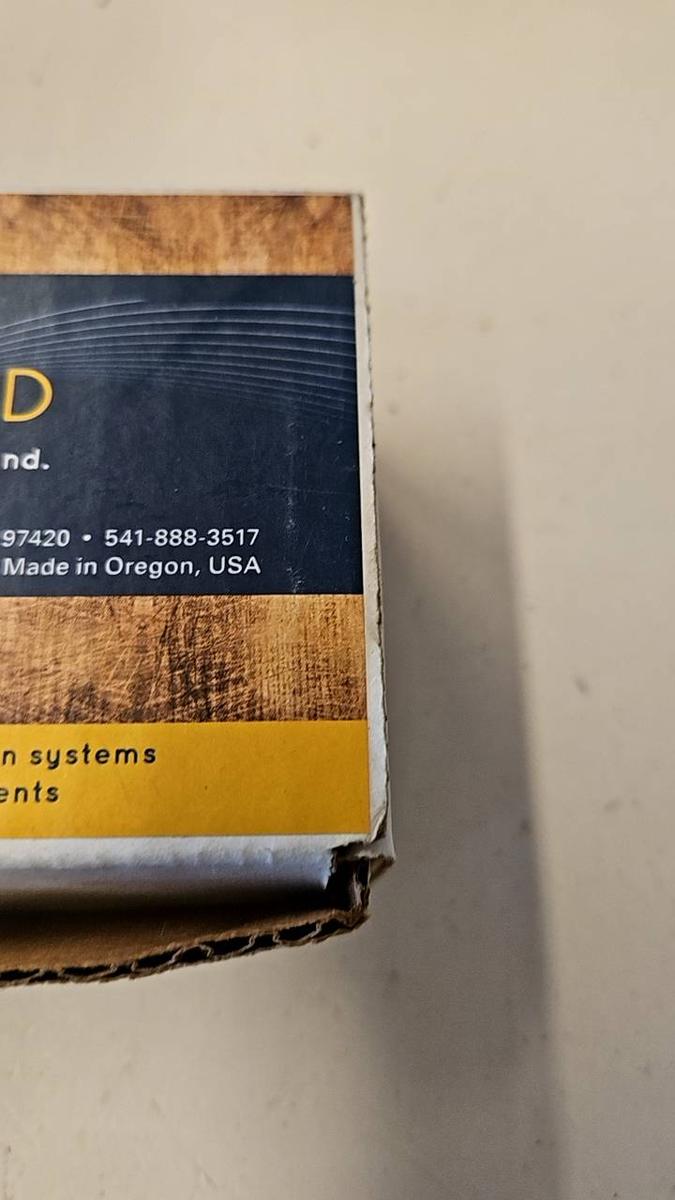 D
nd.
97420 • 541-888-3517
Made in Oregon, USA
n systems
ents